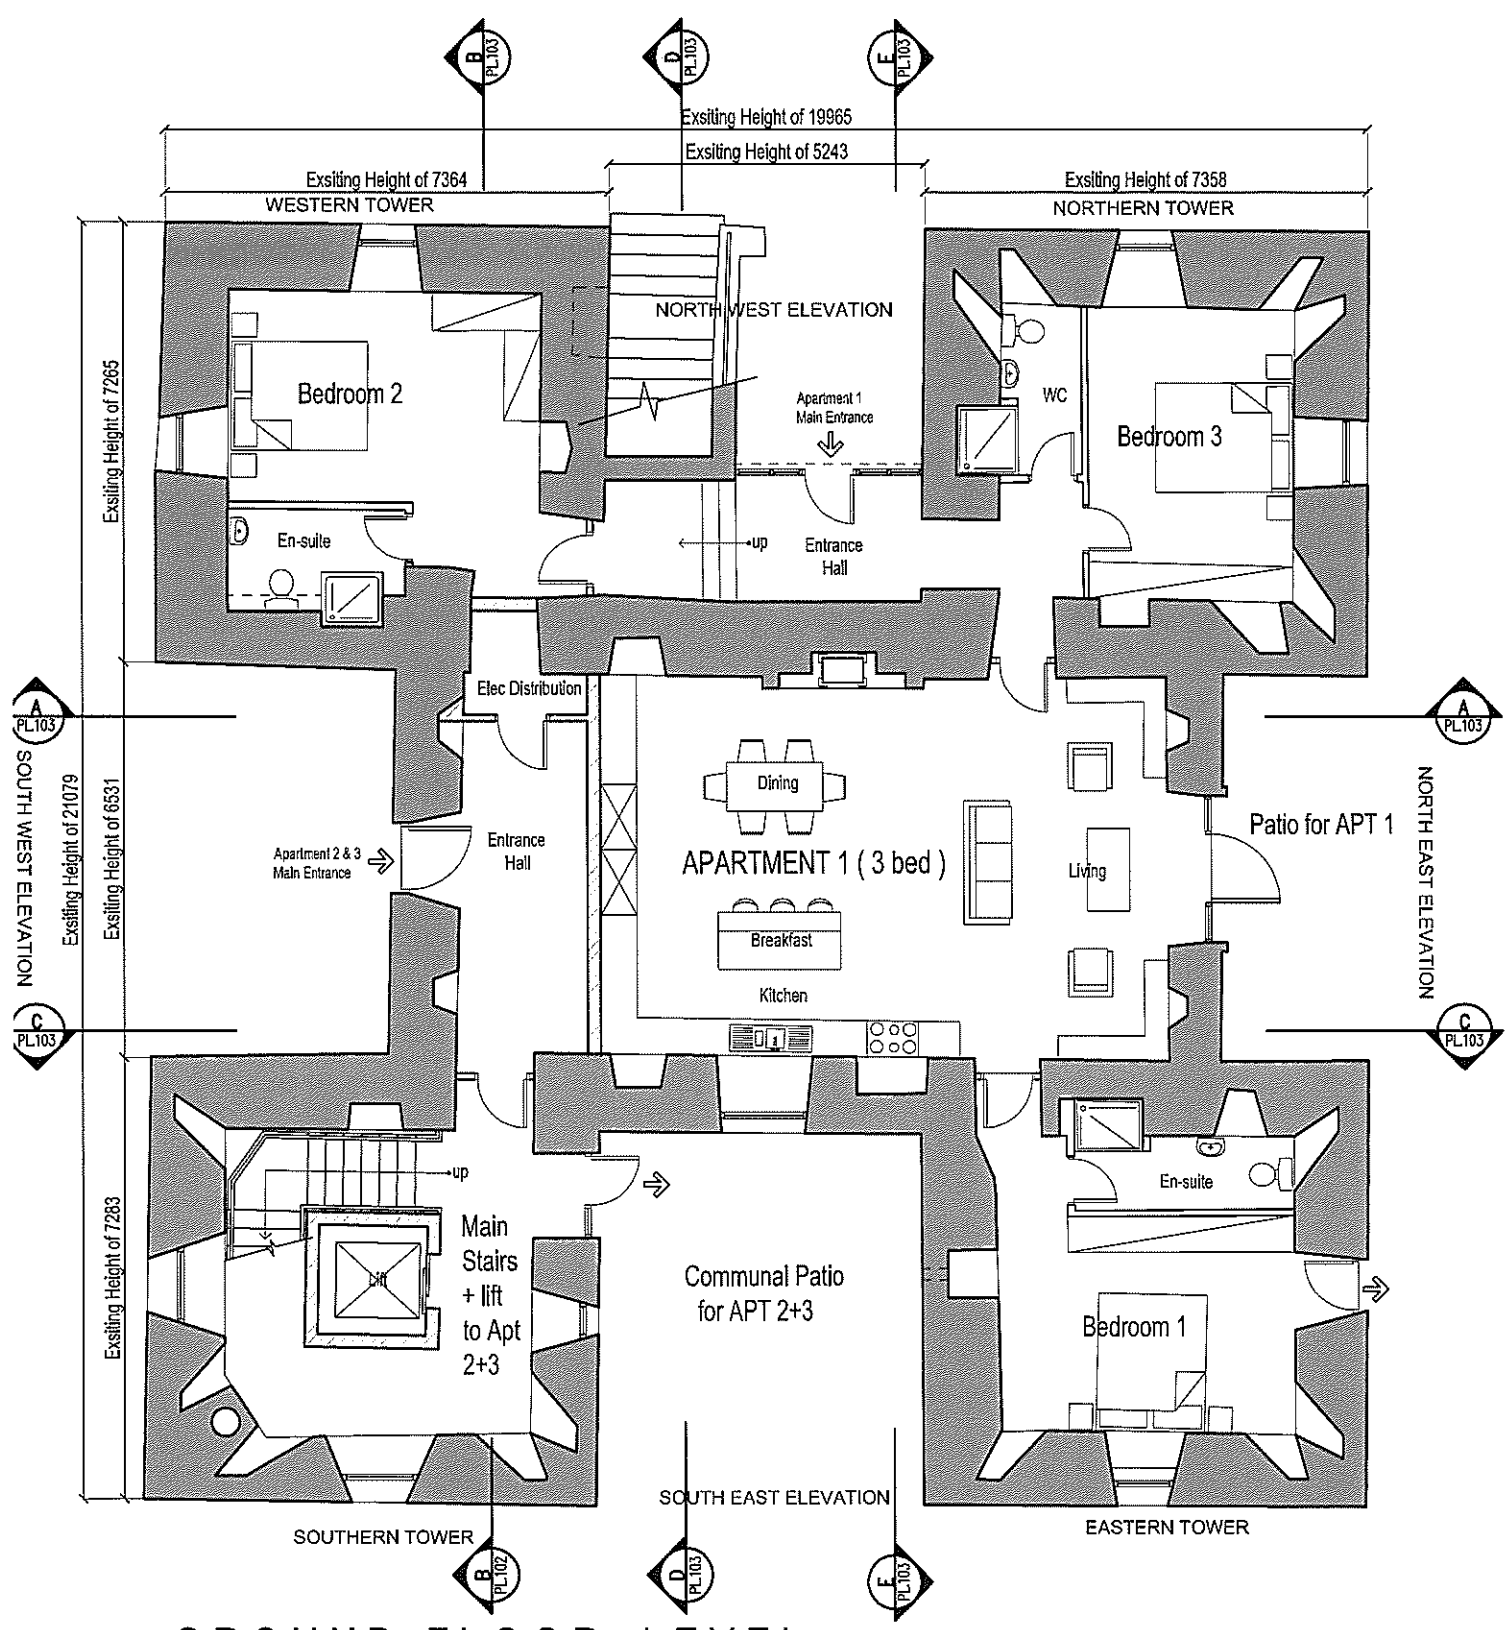 B
PL103
D
PL103
E
PL103
Exsiting Height of 19965
Exsiting Height of 5243
Exsiting Height of 7364
WESTERN TOWER
Exsiting Height of 7358
NORTHERN TOWER
NORTH WEST ELEVATION
Exsiting Height of 7265
Bedroom 2
Apartment 1
Main Entrance
WC
Bedroom 3
En-suite
up
Entrance
Hall
Elec Distribution
A
PL103
A
PL103
SOUTH WEST ELEVATION
Exsiting Height of 21079
Exsiting Height of 6531
Dining
Patio for APT 1
NORTH EAST ELEVATION
Entrance
Hall
Apartment 2 & 3
Main Entrance
APARTMENT 1 ( 3 bed )
Living
Breakfast
Kitchen
C
PL103
C
PL103
Exsiting Height of 7283
up
En-suite
Main
Stairs
+ lift
to Apt
2+3
Lift
Communal Patio
for APT 2+3
Bedroom 1
SOUTH EAST ELEVATION
SOUTHERN TOWER
EASTERN TOWER
B
PL102
D
PL103
E
PL103
GROUND FLOOR LEVEL